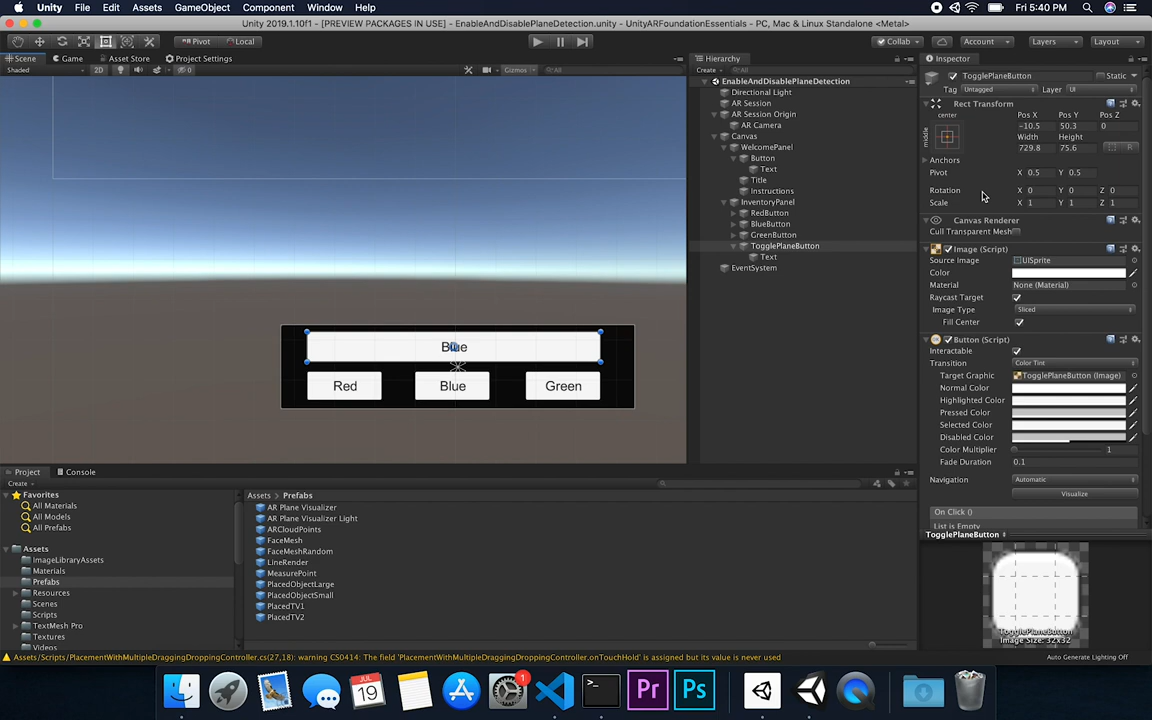 Unity File Edit Assets GameObject Component Window Help Fri 5:40 PM
Unity 2019.1.10f1 - [PREVIEW PACKAGES IN USE] - EnableAndDisablePlaneDetection.unity - UnityARFoundationEssentials - PC, Mac & Linux Standalone <Metal>
Pivot Local Collab Account Layers Layout
Scene Game Asset Store Project Settings
Shaded 2D 0 Gizmos All
Blue
Red Blue Green
Hierarchy
Create All
EnableAndDisablePlaneDetection
Directional Light
AR Session
AR Session Origin
AR Camera
Canvas
WelcomePanel
Button
Text
Title
Instructions
InventoryPanel
RedButton
BlueButton
GreenButton
TogglePlaneButton
Text
EventSystem
Inspector
TogglePlaneButton Static
Tag Untagged Layer UI
Rect Transform
center Pos X Pos Y Pos Z
middle -10.5 50.3 0
Width Height
729.8 75.6 R
Anchors
Pivot X 0.5 Y 0.5
Rotation X 0 Y 0 Z 0
Scale X 1 Y 1 Z 1
Canvas Renderer
Cull Transparent Mesh
Image (Script)
Source Image UISprite
Color
Material None (Material)
Raycast Target
Image Type Sliced
Fill Center
Button (Script)
Interactable
Transition Color Tint
Target Graphic TogglePlaneButton (Image)
Normal Color
Highlighted Color
Pressed Color
Selected Color
Disabled Color
Color Multiplier 1
Fade Duration 0.1
Navigation Automatic
Visualize
On Click ()
List is Empty
TogglePlaneButton
TogglePlaneButton
Image Size: 32x32
Project Console
Create
Favorites
All Materials
All Models
All Prefabs
Assets
ImageLibraryAssets
Materials
Prefabs
Resources
Scenes
Scripts
TextMesh Pro
Textures
Videos
Assets > Prefabs
AR Plane Visualizer
AR Plane Visualizer Light
ARCloudPoints
FaceMesh
FaceMeshRandom
LineRender
MeasurePoint
PlacedObjectLarge
PlacedObjectSmall
PlacedTV1
PlacedTV2
Assets/Scripts/PlacementWithMultipleDraggingDroppingController.cs(27,18): warning CS0414: The field 'PlacementWithMultipleDraggingDroppingController.onTouchHold' is assigned but its value is never used
Auto Generate Lighting Off
JUL
19
1
>_
Pr
Ps